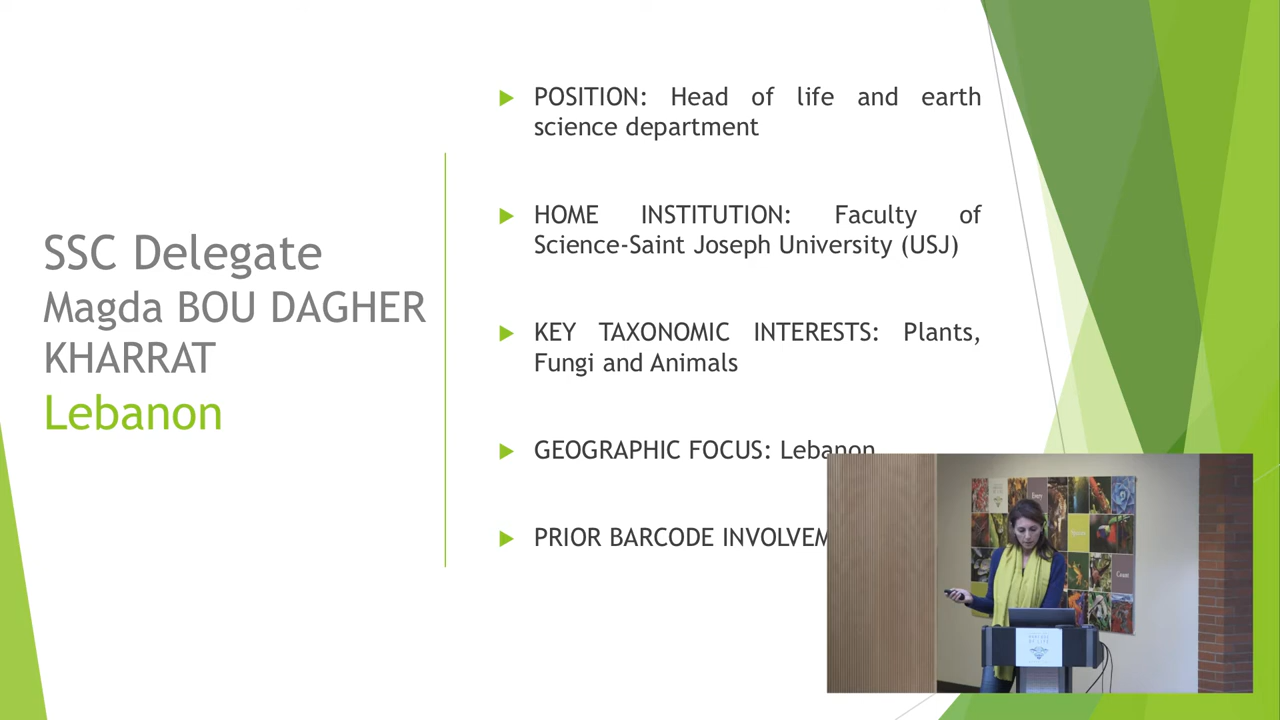 SSC Delegate
Magda BOU DAGHER
KHARRAT
Lebanon
POSITION: Head of life and earth
science department
HOME INSTITUTION: Faculty of
Science-Saint Joseph University (USJ)
KEY TAXONOMIC INTERESTS: Plants,
Fungi and Animals
GEOGRAPHIC FOCUS: Lebanon
PRIOR BARCODE INVOLVEM